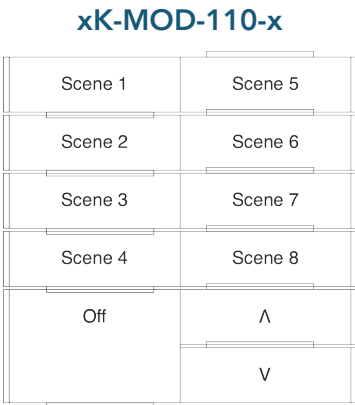 xK-MOD-110-x
Scene 1 Scene 5
Scene 2 Scene 6
Scene 3 Scene 7
Scene 4 Scene 8
Off Λ
V